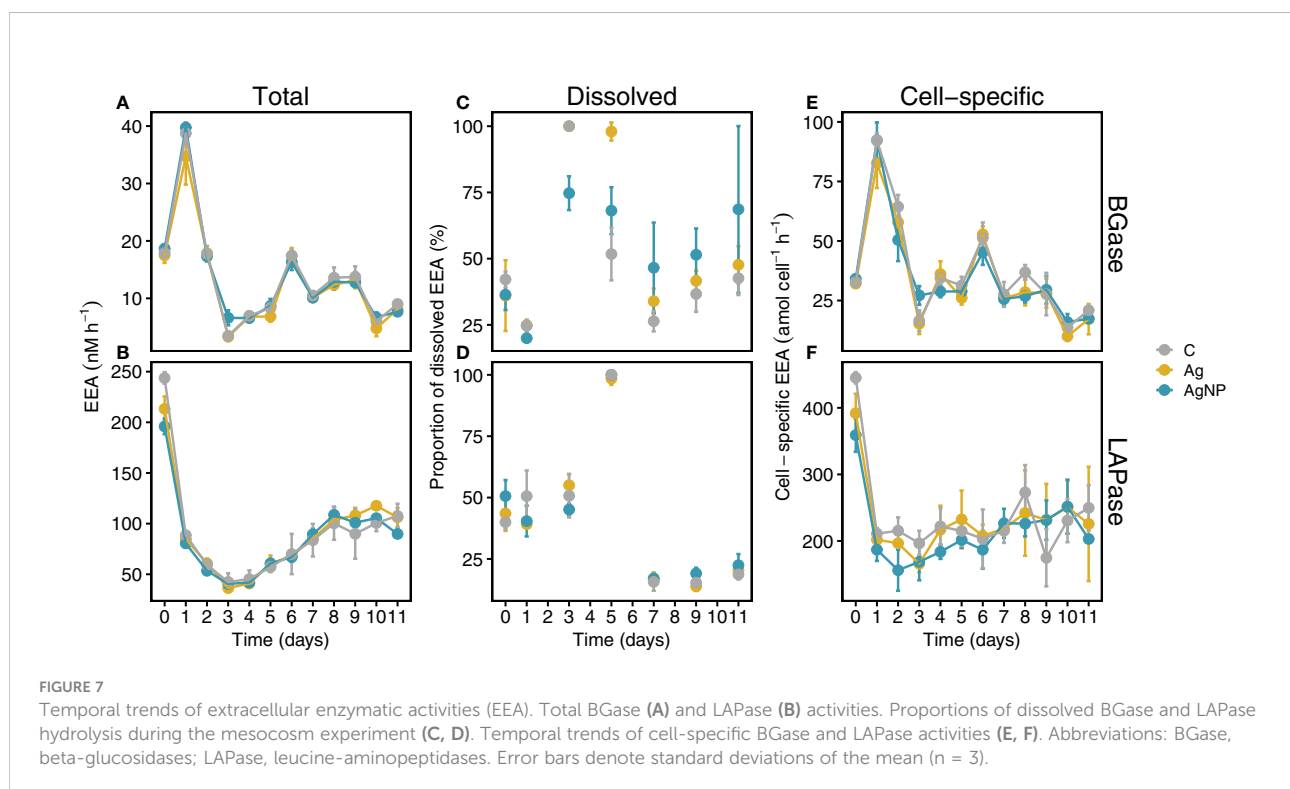 Total
Dissolved
Cell-specific
A
C
E
40
30
20
10
100
75
50
25
100
75
50
25
BGase
EEA (nM h⁻¹)
Proportion of dissolved EEA (%)
Cell-specific EEA (amol cell⁻¹ h⁻¹)
B
D
F
250
200
150
100
50
100
75
50
25
400
300
200
LAPase
C
Ag
AgNP
0 1 2 3 4 5 6 7 8 9 10 11
0 1 2 3 4 5 6 7 8 9 10 11
0 1 2 3 4 5 6 7 8 9 10 11
Time (days)
Time (days)
Time (days)
FIGURE 7
Temporal trends of extracellular enzymatic activities (EEA). Total BGase (A) and LAPase (B) activities. Proportions of dissolved BGase and LAPase
hydrolysis during the mesocosm experiment (C, D). Temporal trends of cell-specific BGase and LAPase activities (E, F). Abbreviations: BGase,
beta-glucosidases; LAPase, leucine-aminopeptidases. Error bars denote standard deviations of the mean (n = 3).